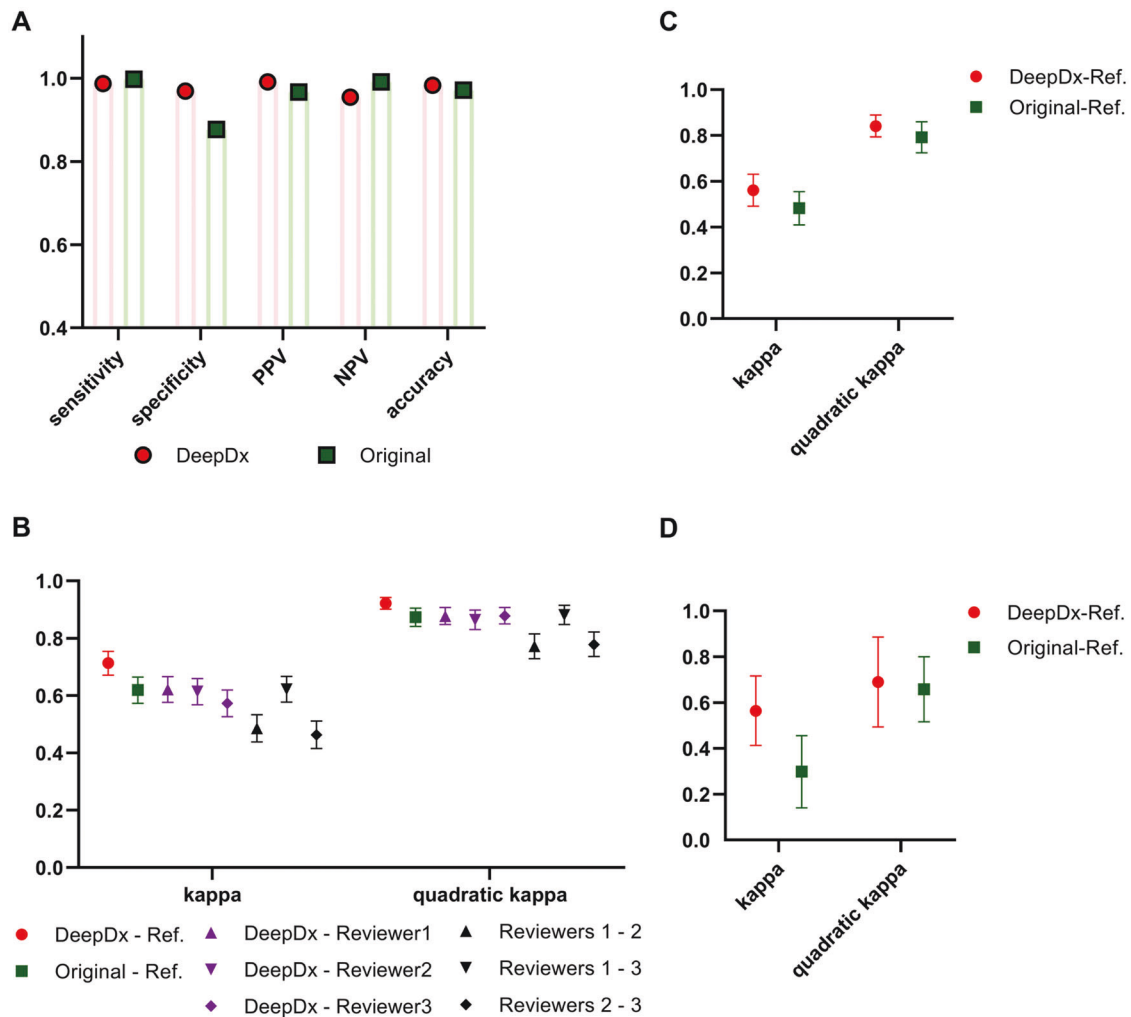 A
1.0
0.8
0.6
0.4
sensitivity
specificity
PPV
NPV
accuracy
DeepDx
Original
B
1.0
0.8
0.6
0.4
0.2
0.0
kappa
quadratic kappa
DeepDx - Ref.
DeepDx - Reviewer1
Reviewers 1 - 2
Original - Ref.
DeepDx - Reviewer2
Reviewers 1 - 3
DeepDx - Reviewer3
Reviewers 2 - 3
C
DeepDx-Ref.
Original-Ref.
1.0
0.8
0.6
0.4
0.2
0.0
kappa
quadratic kappa
D
DeepDx-Ref.
Original-Ref.
1.0
0.8
0.6
0.4
0.2
0.0
kappa
quadratic kappa